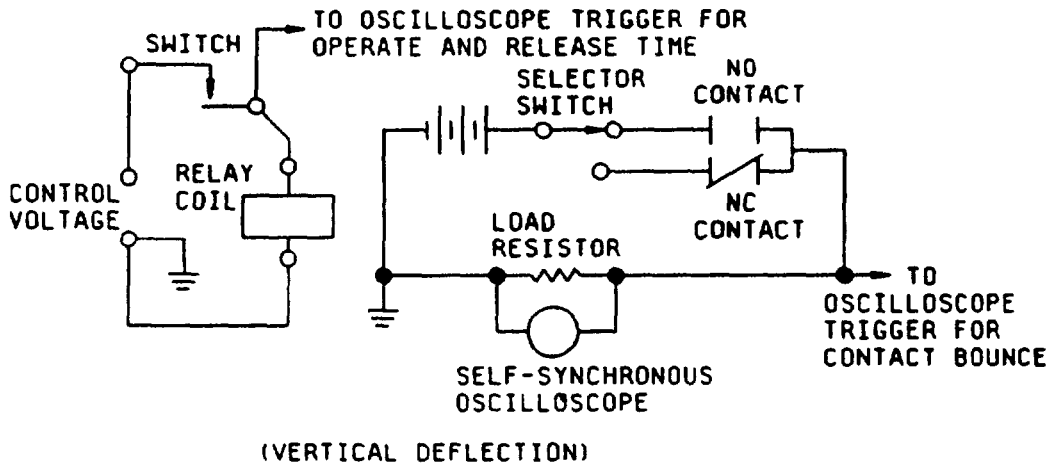 TO OSCILLOSCOPE TRIGGER FOR
OPERATE AND RELEASE TIME
SWITCH
SELECTOR
SWITCH
NO
CONTACT
RELAY
COIL
CONTROL
VOLTAGE
NC
CONTACT
LOAD
RESISTOR
TO
OSCILLOSCOPE
TRIGGER FOR
CONTACT BOUNCE
SELF-SYNCHRONOUS
OSCILLOSCOPE
(VERTICAL DEFLECTION)